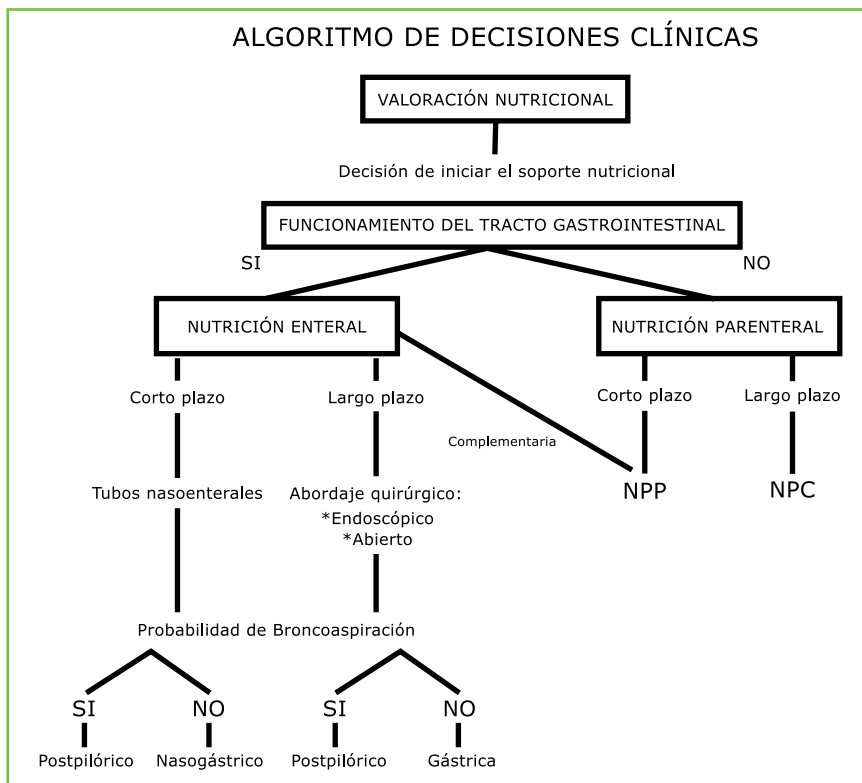 ALGORITMO DE DECISIONES CLÍNICAS
VALORACIÓN NUTRICIONAL
Decisión de iniciar el soporte nutricional
FUNCIONAMIENTO DEL TRACTO GASTROINTESTINAL
SI
NO
NUTRICIÓN ENTERAL
NUTRICIÓN PARENTERAL
Corto plazo
Largo plazo
Corto plazo
Largo plazo
Complementaria
Tubos nasoenterales
Abordaje quirúrgico:
*Endoscópico
*Abierto
NPP
NPC
Probabilidad de Broncoaspiración
SI
NO
SI
NO
Postpilórico
Nasogástrico
Postpilórico
Gástrica